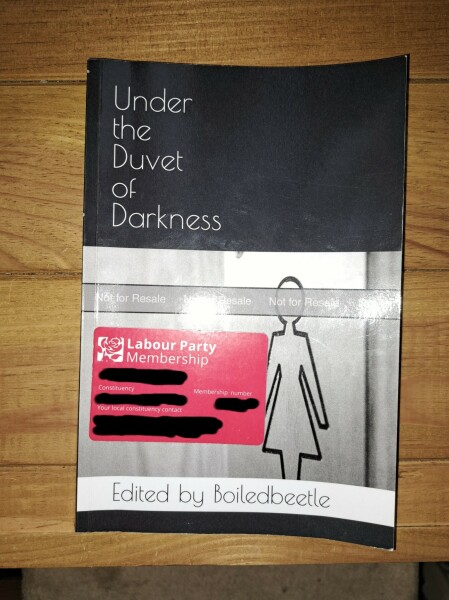 Under
the
Duvet
of
Darkness
Not for Resale Not for Resale Not for Resale
Labour Party
Membership
Constituency Membership number
Your local constituency contact
Edited by Boiledbeetle